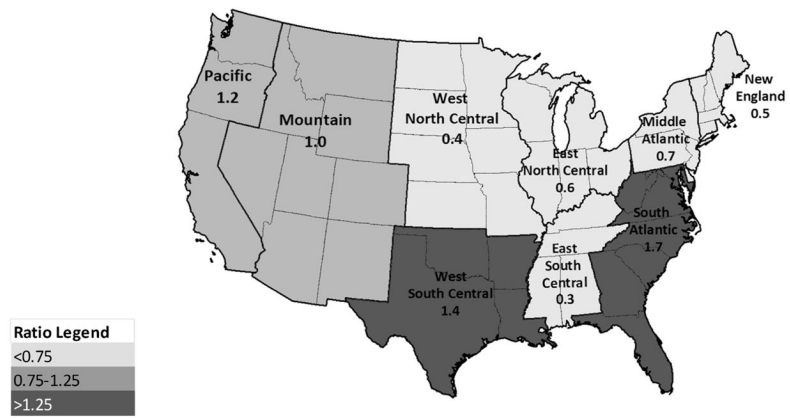 Pacific
1.2
Mountain
1.0
West
North Central
0.4
East
North Central
0.6
Middle
Atlantic
0.7
New
England
0.5
South
Atlantic
1.7
East
South
Central
0.3
West
South Central
1.4
Ratio Legend
<0.75
0.75-1.25
>1.25